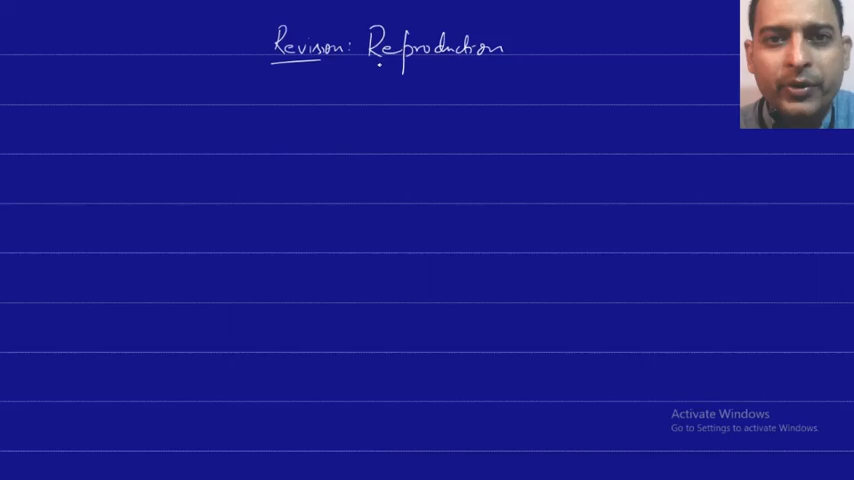 Revision: Reproduction
Activate Windows
Go to Settings to activate Windows.